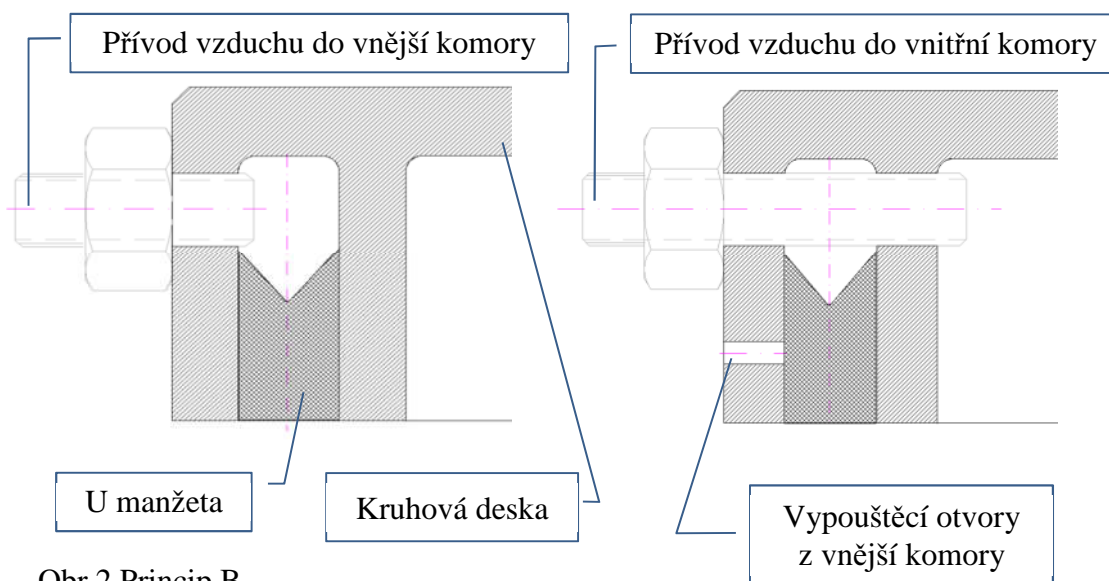 Přívod vzduchu do vnější komory
Přívod vzduchu do vnitřní komory
U manžeta
Kruhová deska
Vypouštěcí otvory
z vnější komory
Obr.2 Princip B